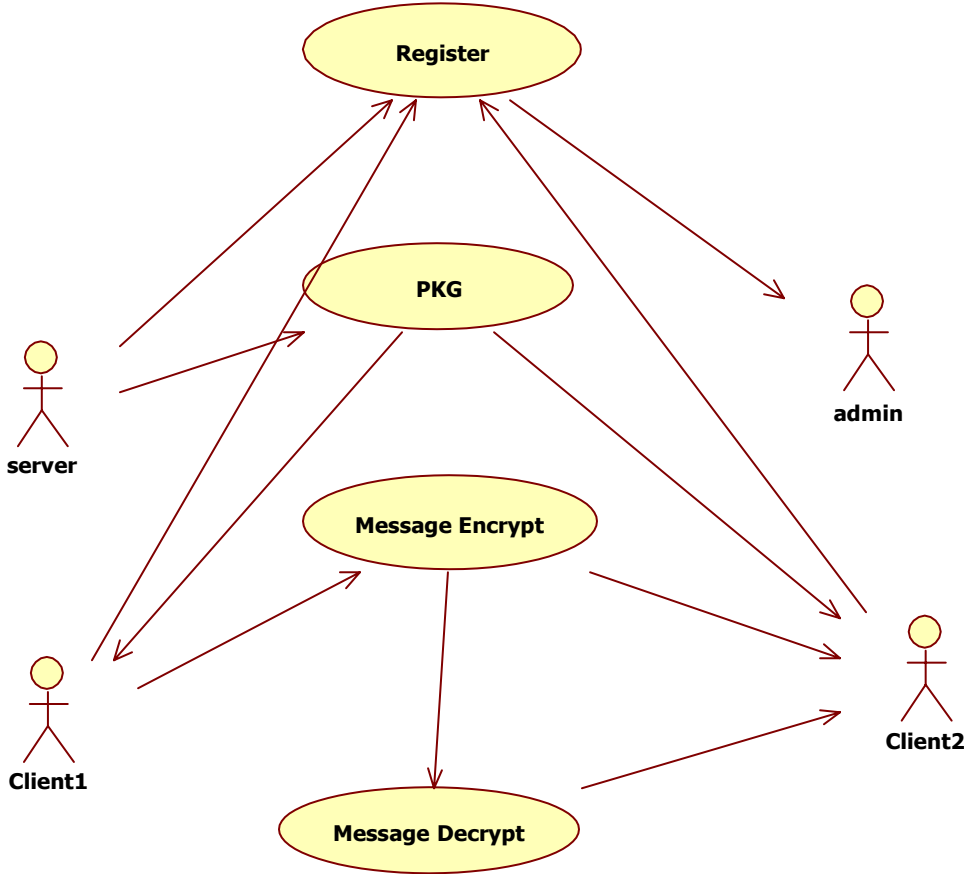 Register
PKG
admin
server
Message Encrypt
Client2
Client1
Message Decrypt